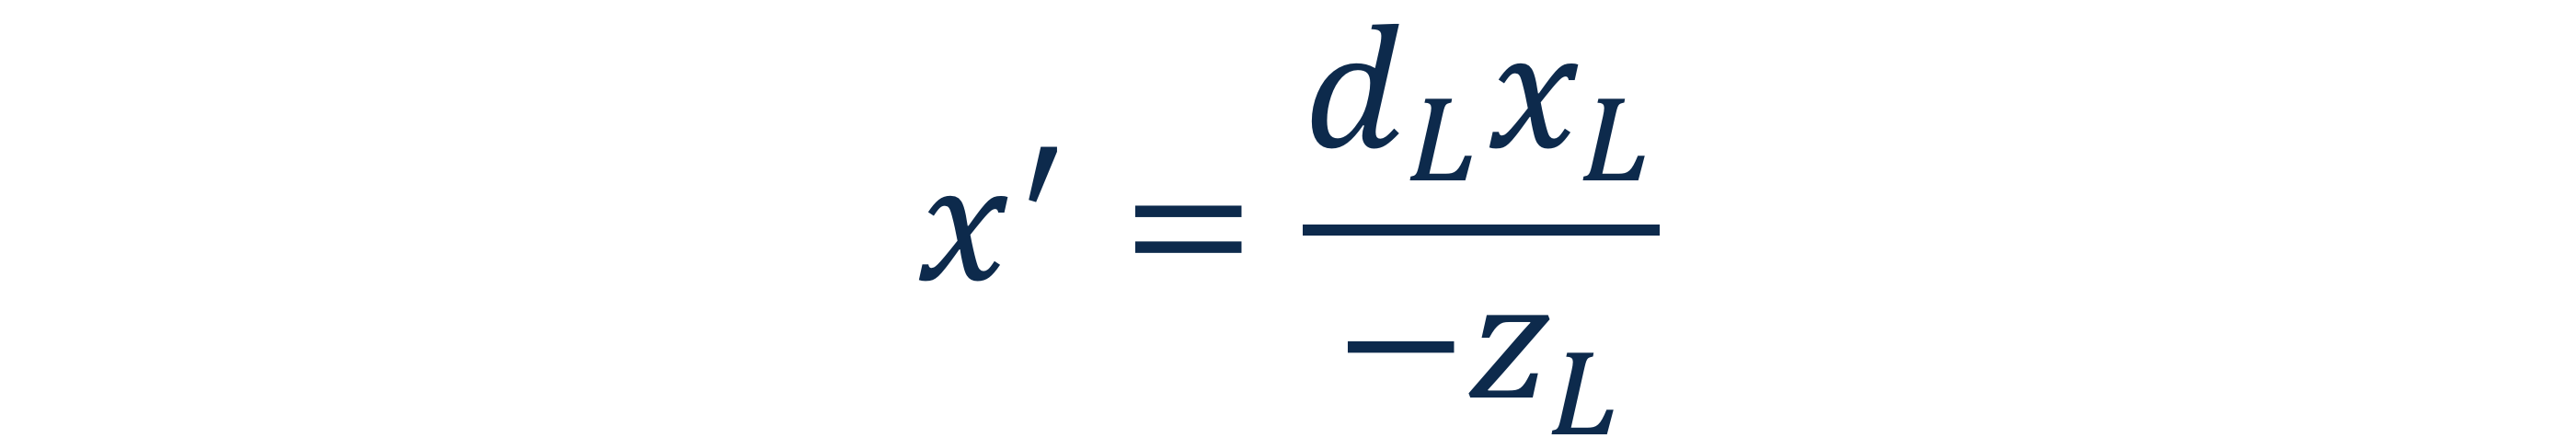 x′ = d_L x_L / −z_L